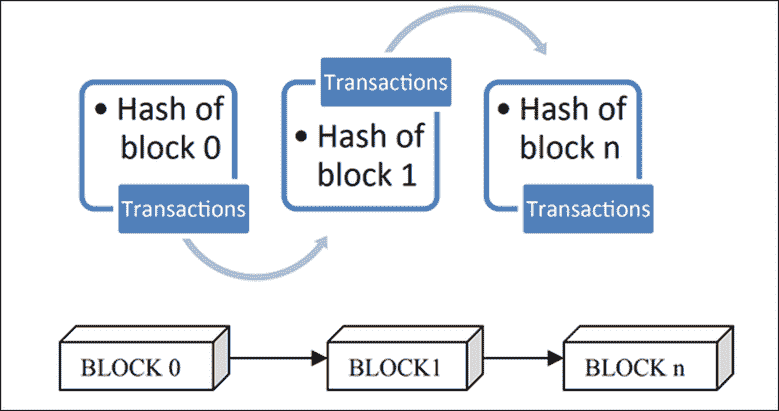 • Hash of
block 0
Transactions
Transactions
• Hash of
block 1
• Hash of
block n
Transactions
BLOCK 0
BLOCK1
BLOCK n